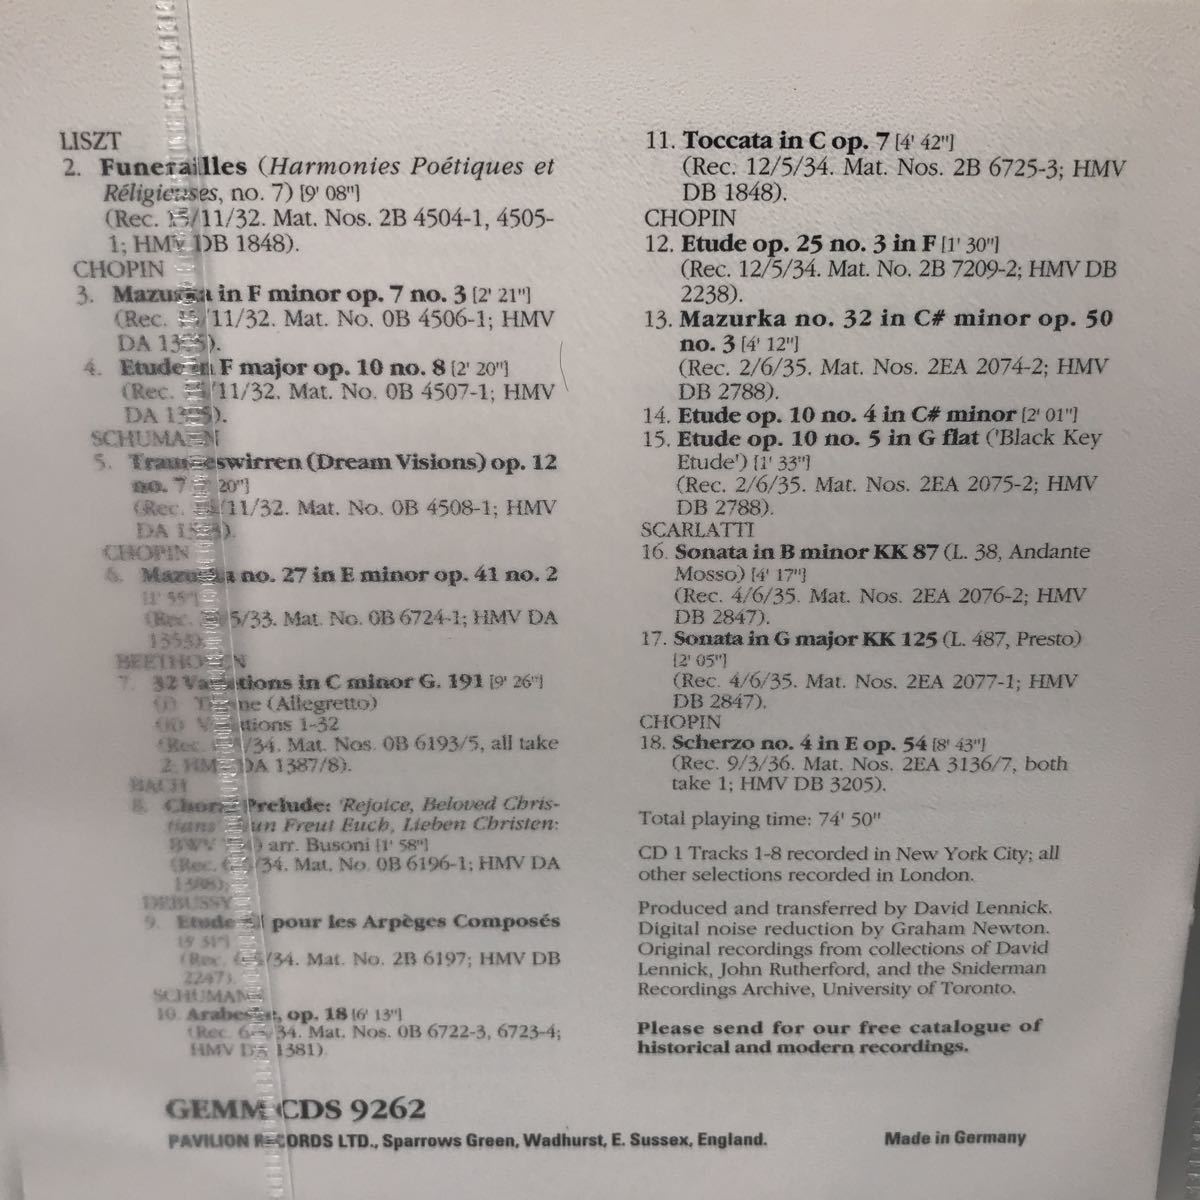 LISZT
2. Funerailles (Harmonies Poétiques et
Réligieuses, no. 7) [9' 08"]
(Rec. /11/32. Mat. Nos. 2B 4504-1, 4505-
1; HMV DB 1848).
CHOPIN
3. Mazurka in F minor op. 7 no. 3 [2' 21"]
(Rec. /11/32. Mat. No. 0B 4506-1; HMV
DA
4. Etude in F major op. 10 no. 8 [2' 20"]
(Rec. /11/32. Mat. No. 0B 4507-1; HMV
DA
SCHUMANN
5. Traumeswirren (Dream Visions) op. 12
no. 7 20"]
(Rec. /11/32. Mat. No. 0B 4508-1; HMV
DA
CHOPIN
6. Mazurka no. 27 in E minor op. 41 no. 2
[1' 55"]
(Rec. 5/33. Mat. No. 0B 6724-1; HMV DA
1353).
BEETHOVEN
7. 32 Variations in C minor G. 191 [9' 26"]
(i) Theme (Allegretto)
(ii) Variations 1-32
(Rec. /34. Mat. Nos. 0B 6193/5, all take
2; HMV DA 1387/8).
BACH
8. Choral Prelude: 'Rejoice, Beloved Chris-
tians' Nun Freut Euch, Lieben Christen:
BWV arr. Busoni [1' 58"]
(Rec. /34. Mat. No. 0B 6196-1; HMV DA
1388);
DEBUSSY
9. Etude pour les Arpèges Composés
(Rec. /34. Mat. No. 2B 6197; HMV DB
2247).
SCHUMANN
10. Arabesque, op. 18 [6' 13"]
(Rec. /34. Mat. Nos. 0B 6722-3, 6723-4;
HMV 1381).
11. Toccata in C op. 7 [4' 42"]
(Rec. 12/5/34. Mat. Nos. 2B 6725-3; HMV
DB 1848).
CHOPIN
12. Etude op. 25 no. 3 in F [1' 30"]
(Rec. 12/5/34. Mat. No. 2B 7209-2; HMV DB
2238).
13. Mazurka no. 32 in C# minor op. 50
no. 3 [4' 12"]
(Rec. 2/6/35. Mat. Nos. 2EA 2074-2; HMV
DB 2788).
14. Etude op. 10 no. 4 in C# minor [2' 01"]
15. Etude op. 10 no. 5 in G flat ('Black Key
Etude') [1' 33"]
(Rec. 2/6/35. Mat. Nos. 2EA 2075-2; HMV
DB 2788).
SCARLATTI
16. Sonata in B minor KK 87 (L. 38, Andante
Mosso) [4' 17"]
(Rec. 4/6/35. Mat. Nos. 2EA 2076-2; HMV
DB 2847).
17. Sonata in G major KK 125 (L. 487, Presto)
[2' 05"]
(Rec. 4/6/35. Mat. Nos. 2EA 2077-1; HMV
DB 2847).
CHOPIN
18. Scherzo no. 4 in E op. 54 [8' 43"]
(Rec. 9/3/36. Mat. Nos. 2EA 3136/7, both
take 1; HMV DB 3205).
Total playing time: 74' 50"
CD 1 Tracks 1-8 recorded in New York City; all
other selections recorded in London.
Produced and transferred by David Lennick.
Digital noise reduction by Graham Newton.
Original recordings from collections of David
Lennick, John Rutherford, and the Sniderman
Recordings Archive, University of Toronto.
Please send for our free catalogue of
historical and modern recordings.
GEMM CDS 9262
PAVILION RECORDS LTD., Sparrows Green, Wadhurst, E. Sussex, England.
Made in Germany